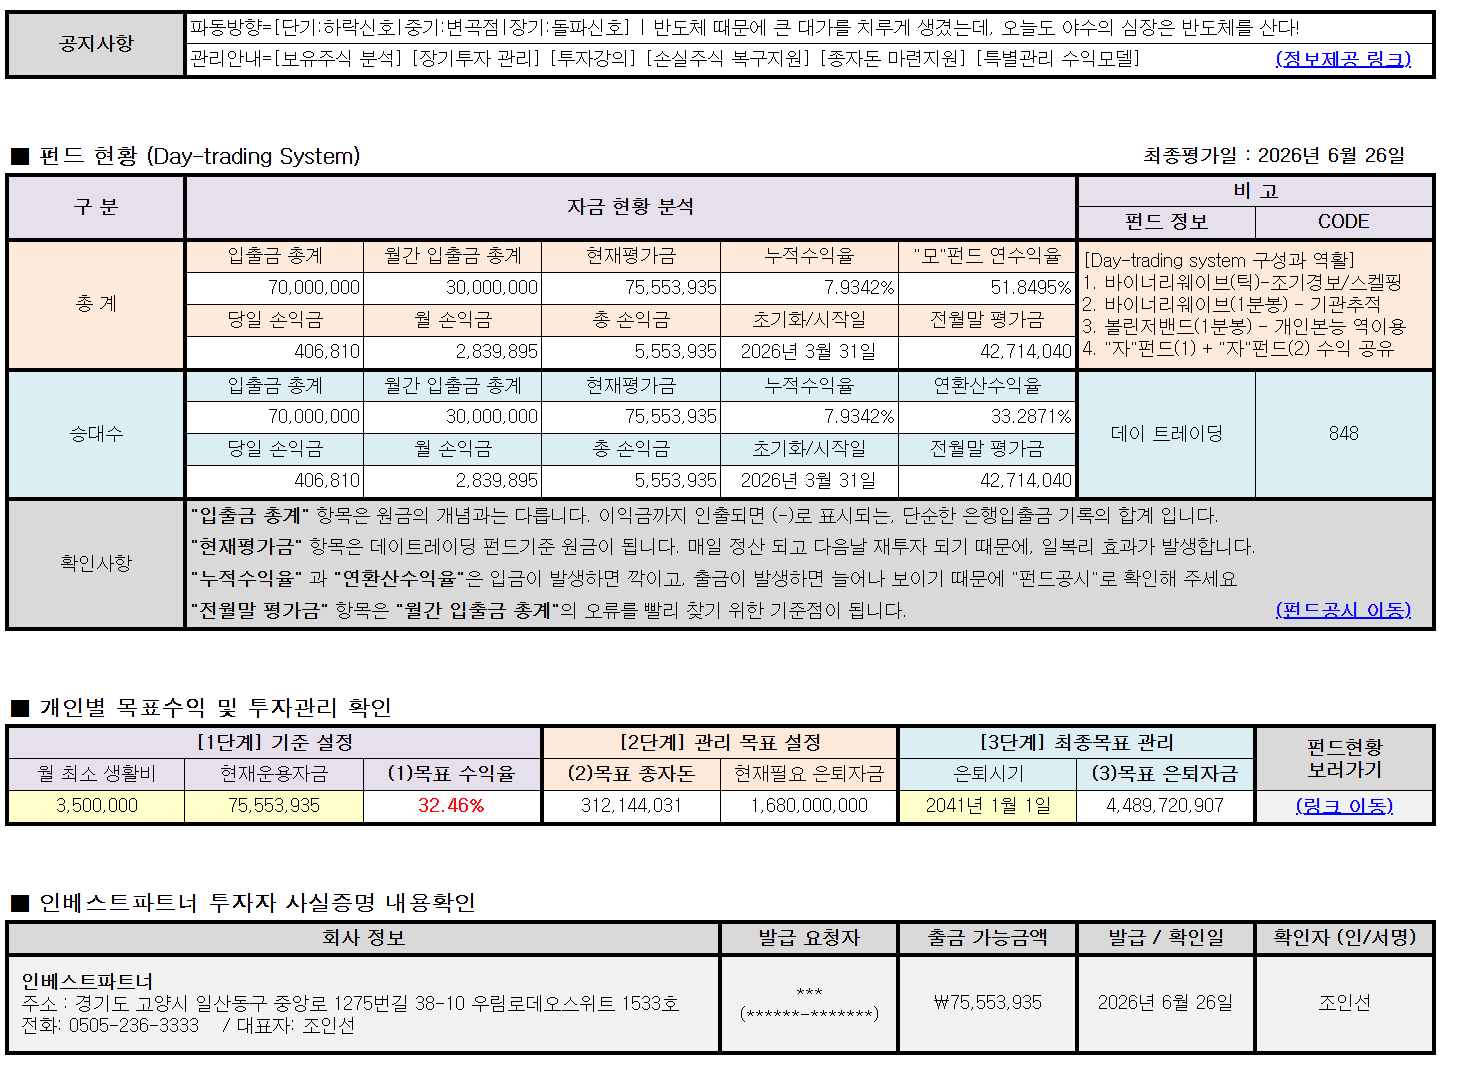 공지사항
파동방향=[단기:하락신호|중기:변곡점|장기:돌파신호] | 반도체 때문에 큰 대가를 치루게 생겼는데, 오늘도 야수의 심장은 반도체를 산다!
관리안내=[보유주식 분석] [장기투자 관리] [투자강의] [손실주식 복구지원] [종자돈 마련지원] [특별관리 수익모델] (정보제공 링크)
■ 펀드 현황 (Day-trading System) 최종평가일 : 2026년 6월 26일
구 분 자금 현황 분석 비 고
펀드 정보 CODE
총 계
입출금 총계 월간 입출금 총계 현재평가금 누적수익율 "모"펀드 연수익율
70,000,000 30,000,000 75,553,935 7.9342% 51.8495%
당일 손익금 월 손익금 총 손익금 초기화/시작일 전월말 평가금
406,810 2,839,895 5,553,935 2026년 3월 31일 42,714,040
[Day-trading system 구성과 역활]
1. 바이너리웨이브(틱)-조기경보/스켈핑
2. 바이너리웨이브(1분봉) - 기관추적
3. 볼린저밴드(1분봉) - 개인본능 역이용
4. "자"펀드(1) + "자"펀드(2) 수익 공유
승대수
입출금 총계 월간 입출금 총계 현재평가금 누적수익율 연환산수익율
70,000,000 30,000,000 75,553,935 7.9342% 33.2871%
당일 손익금 월 손익금 총 손익금 초기화/시작일 전월말 평가금
406,810 2,839,895 5,553,935 2026년 3월 31일 42,714,040
데이 트레이딩 848
확인사항
"입출금 총계" 항목은 원금의 개념과는 다릅니다. 이익금까지 인출되면 (-)로 표시되는, 단순한 은행입출금 기록의 합계 입니다.
"현재평가금" 항목은 데이트레이딩 펀드기준 원금이 됩니다. 매일 정산 되고 다음날 재투자 되기 때문에, 일복리 효과가 발생합니다.
"누적수익율" 과 "연환산수익율"은 입금이 발생하면 깍이고, 출금이 발생하면 늘어나 보이기 때문에 "펀드공시"로 확인해 주세요
"전월말 평가금" 항목은 "월간 입출금 총계"의 오류를 빨리 찾기 위한 기준점이 됩니다. (펀드공시 이동)
■ 개인별 목표수익 및 투자관리 확인
[1단계] 기준 설정 [2단계] 관리 목표 설정 [3단계] 최종목표 관리 펀드현황
보러가기
월 최소 생활비 현재운용자금 (1)목표 수익율 (2)목표 종자돈 현재필요 은퇴자금 은퇴시기 (3)목표 은퇴자금
3,500,000 75,553,935 32.46% 312,144,031 1,680,000,000 2041년 1월 1일 4,489,720,907 (링크 이동)
■ 인베스트파트너 투자자 사실증명 내용확인
회사 정보 발급 요청자 출금 가능금액 발급 / 확인일 확인자 (인/서명)
인베스트파트너
주소 : 경기도 고양시 일산동구 중앙로 1275번길 38-10 우림로데오스위트 1533호
전화: 0505-236-3333 / 대표자: 조인선
***
(******-*******)
₩75,553,935 2026년 6월 26일 조인선